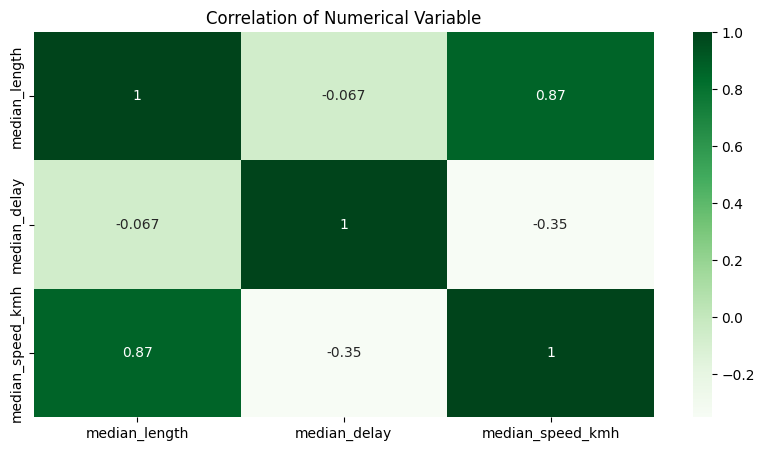 Correlation of Numerical Variable
median_length
1
-0.067
0.87
median_delay
-0.067
1
-0.35
median_speed_kmh
0.87
-0.35
1
median_length
median_delay
median_speed_kmh
1.0
0.8
0.6
0.4
0.2
0.0
−0.2